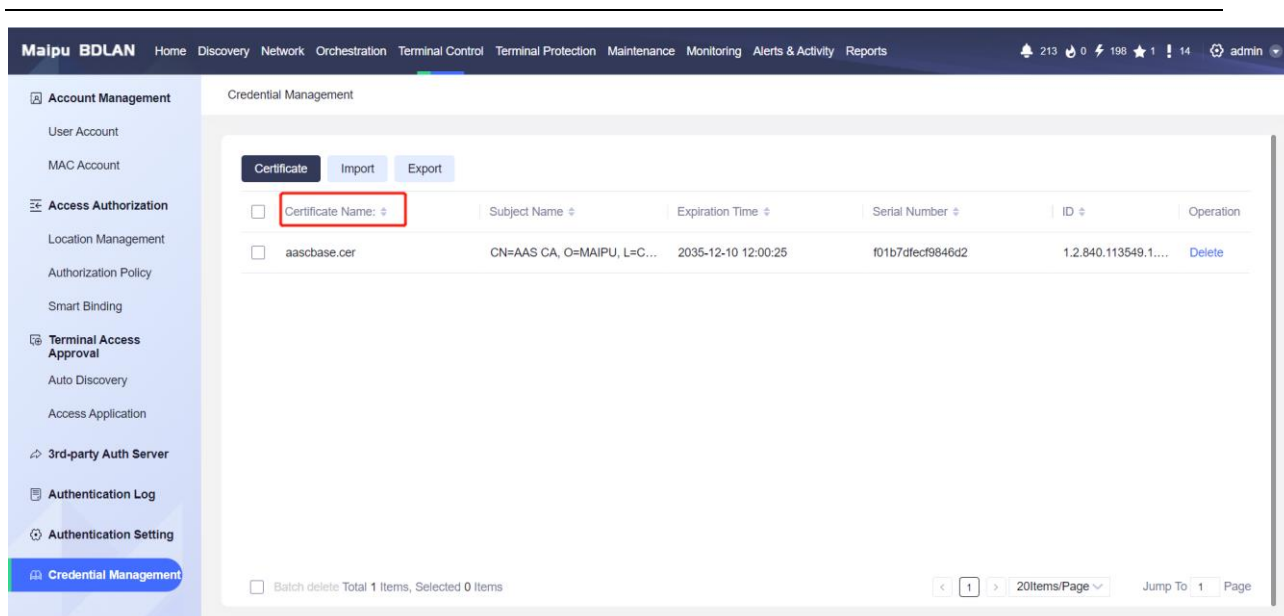 Maipu BDLAN Home Discovery Network Orchestration Terminal Control Terminal Protection Maintenance Monitoring Alerts & Activity Reports 213 0 198 1 14 admin
Account Management
User Account
MAC Account
Access Authorization
Location Management
Authorization Policy
Smart Binding
Terminal Access
Approval
Auto Discovery
Access Application
3rd-party Auth Server
Authentication Log
Authentication Setting
Credential Management
Credential Management
Certificate Import Export
Certificate Name: Subject Name Expiration Time Serial Number ID Operation
aascbase.cer CN=AAS CA, O=MAIPU, L=C... 2035-12-10 12:00:25 f01b7dfecf9846d2 1.2.840.113549.1.... Delete
Batch delete Total 1 Items, Selected 0 Items 1 20Items/Page Jump To 1 Page